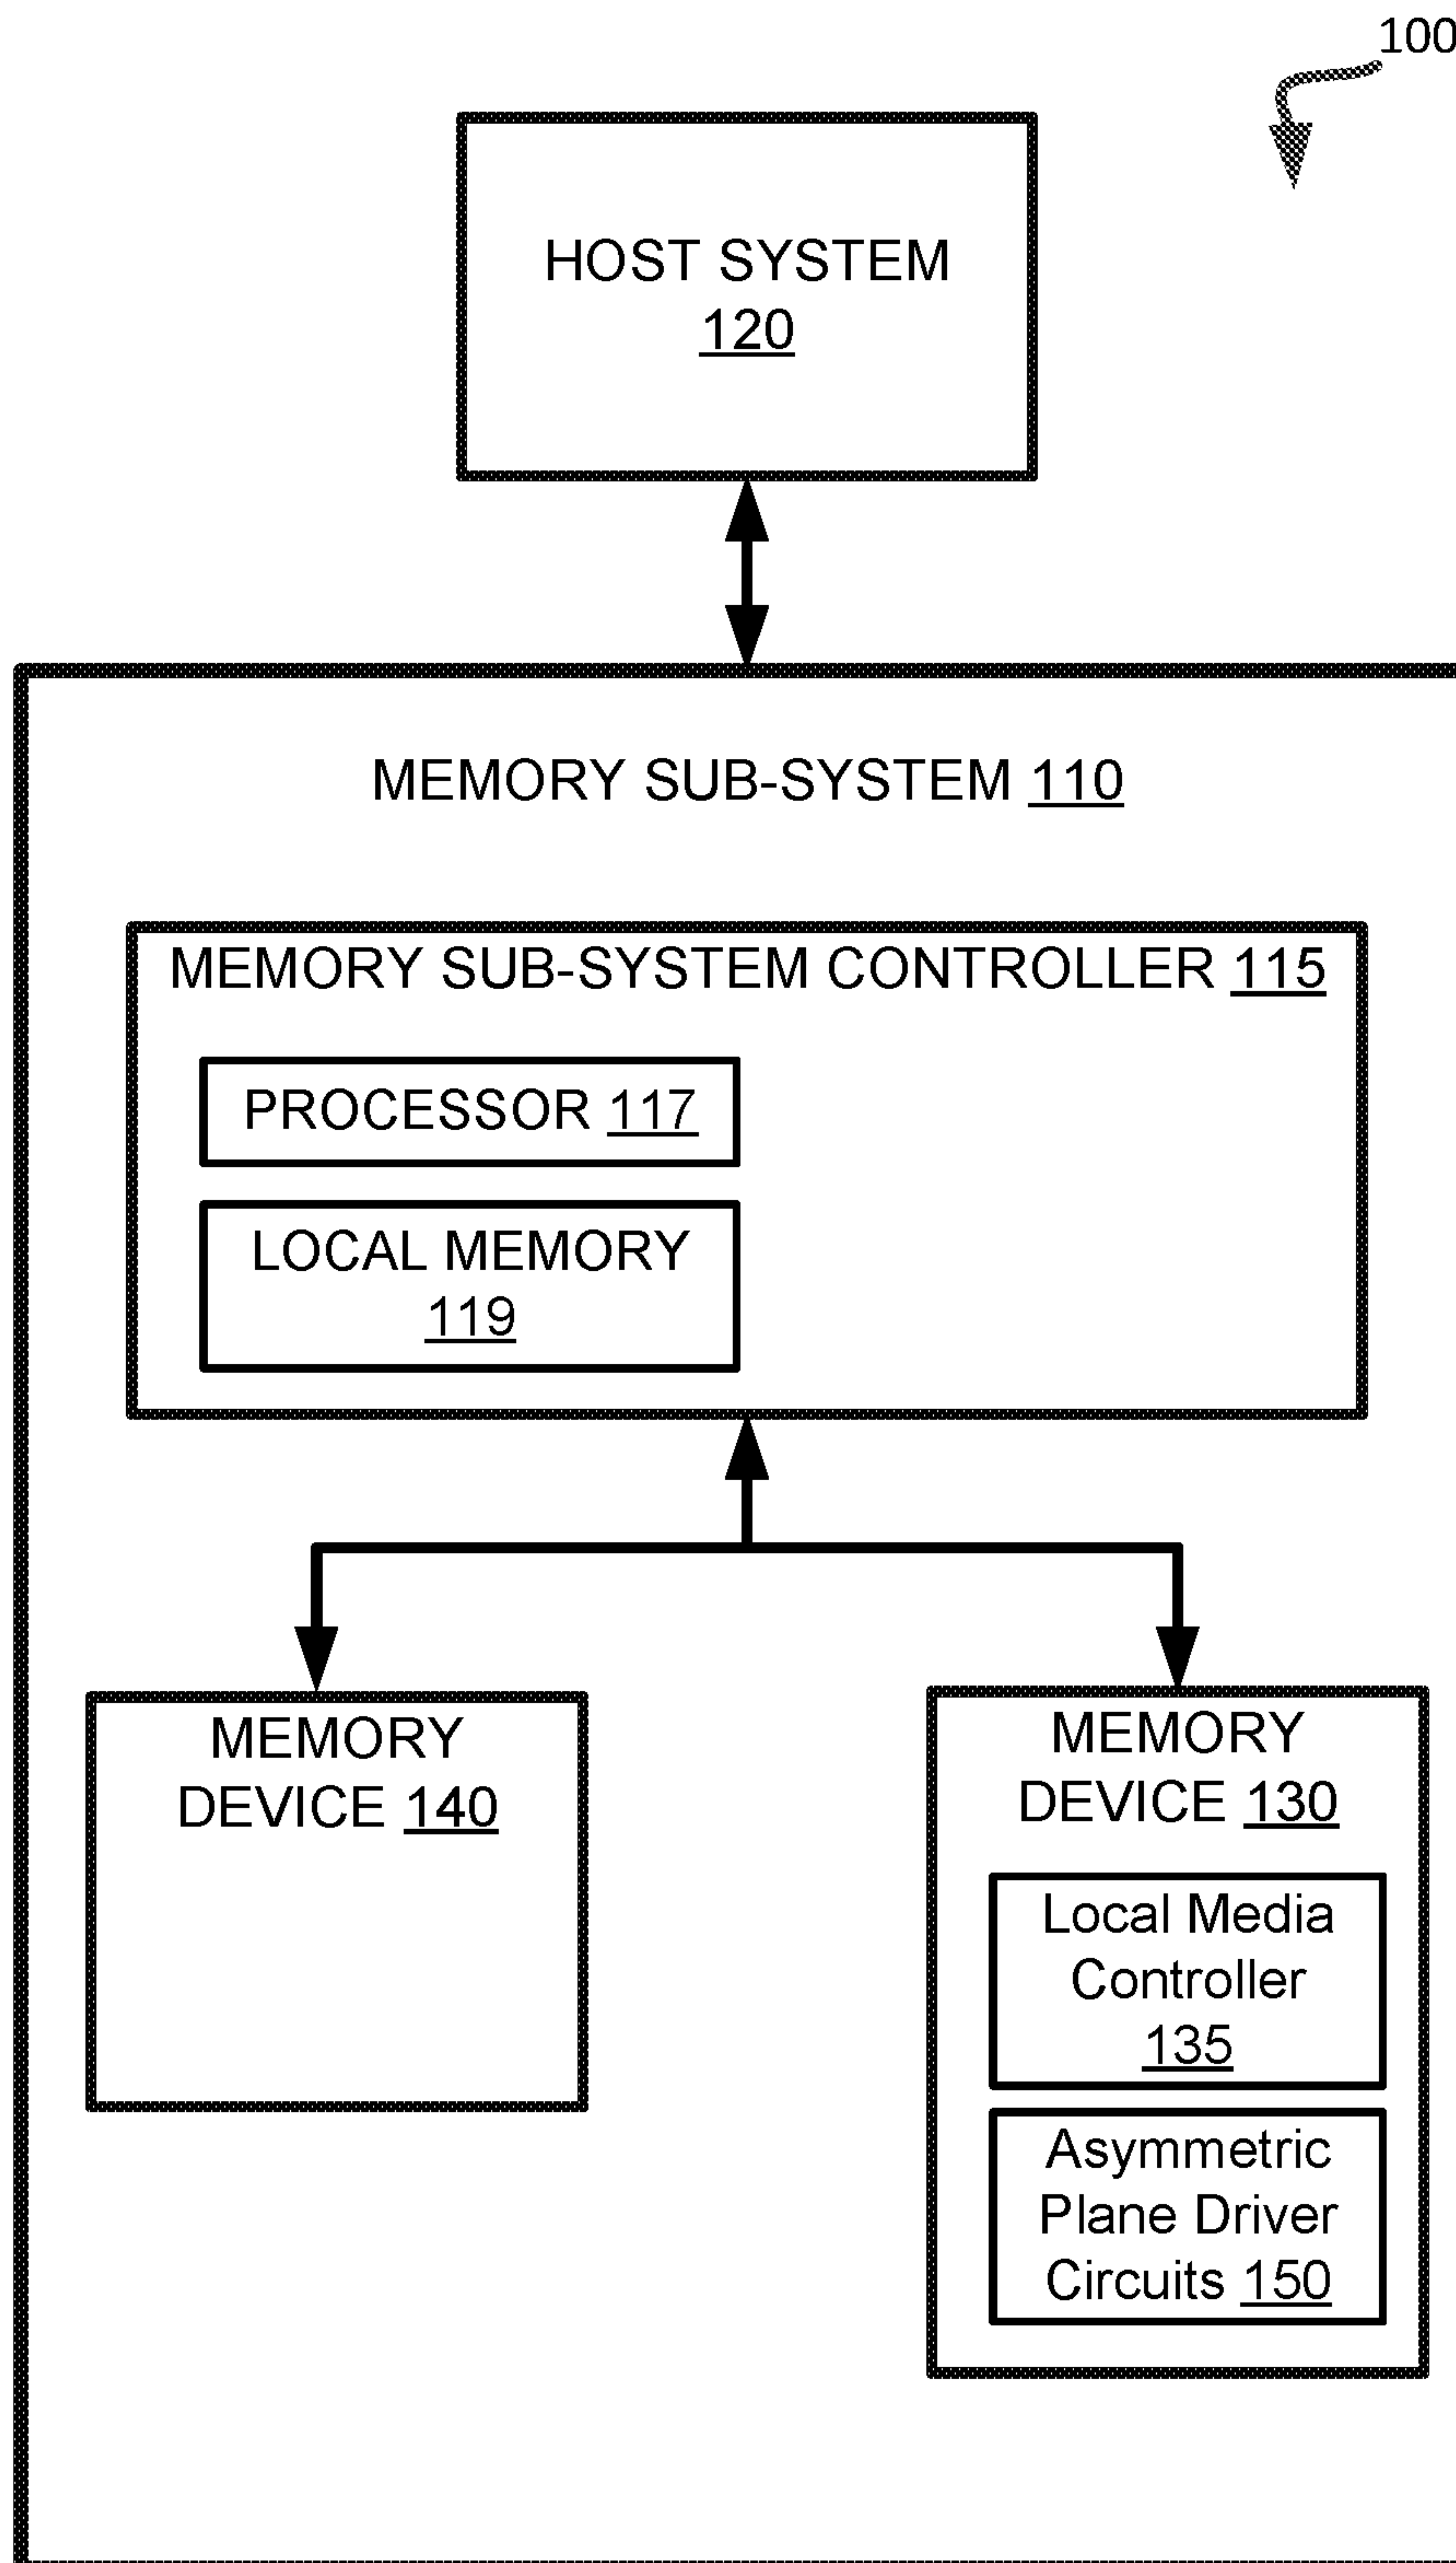 100
HOST SYSTEM
120
MEMORY SUB-SYSTEM 110
MEMORY SUB-SYSTEM CONTROLLER 115
PROCESSOR 117
LOCAL MEMORY
119
MEMORY
DEVICE 140
MEMORY
DEVICE 130
Local Media
Controller
135
Asymmetric
Plane Driver
Circuits 150